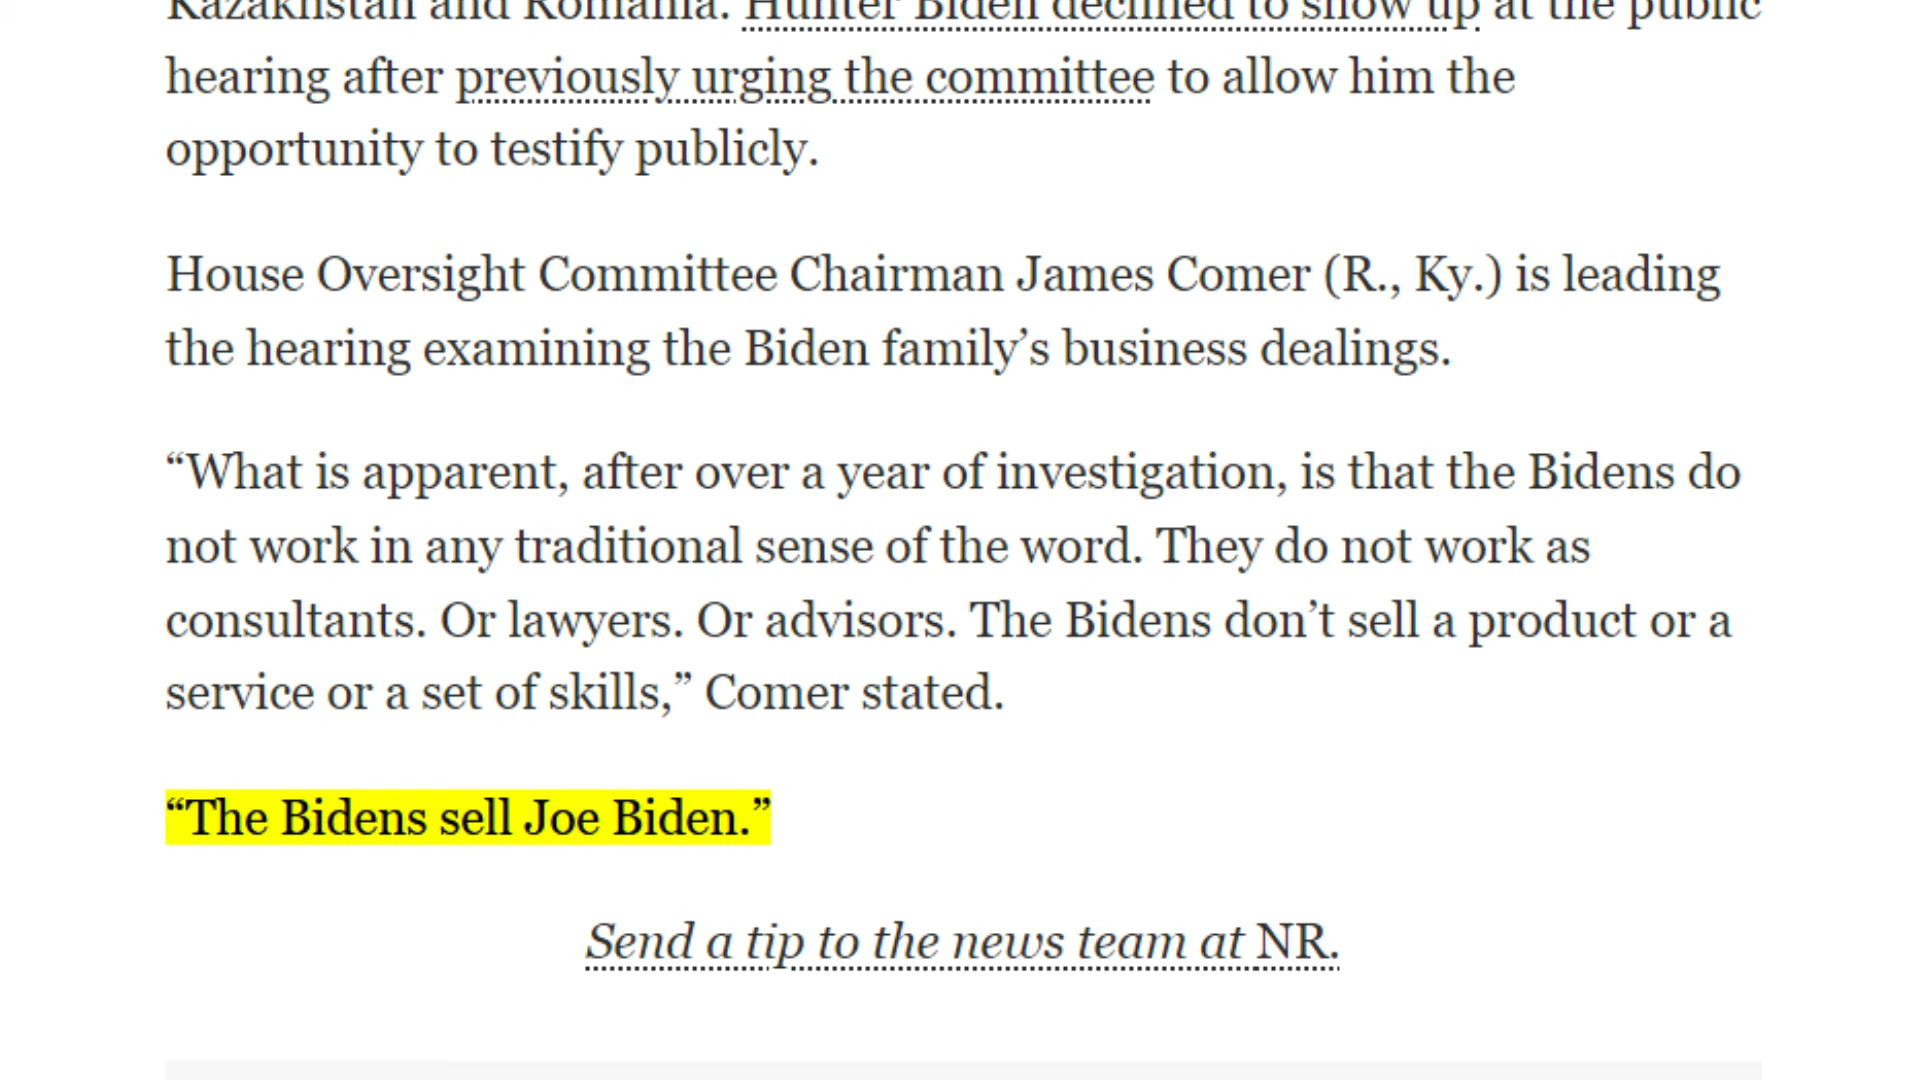 Kazakhstan and Romania. Hunter Biden declined to show up at the public
hearing after previously urging the committee to allow him the
opportunity to testify publicly.
House Oversight Committee Chairman James Comer (R., Ky.) is leading
the hearing examining the Biden family’s business dealings.
“What is apparent, after over a year of investigation, is that the Bidens do
not work in any traditional sense of the word. They do not work as
consultants. Or lawyers. Or advisors. The Bidens don’t sell a product or a
service or a set of skills,” Comer stated.
“The Bidens sell Joe Biden.”
Send a tip to the news team at NR.